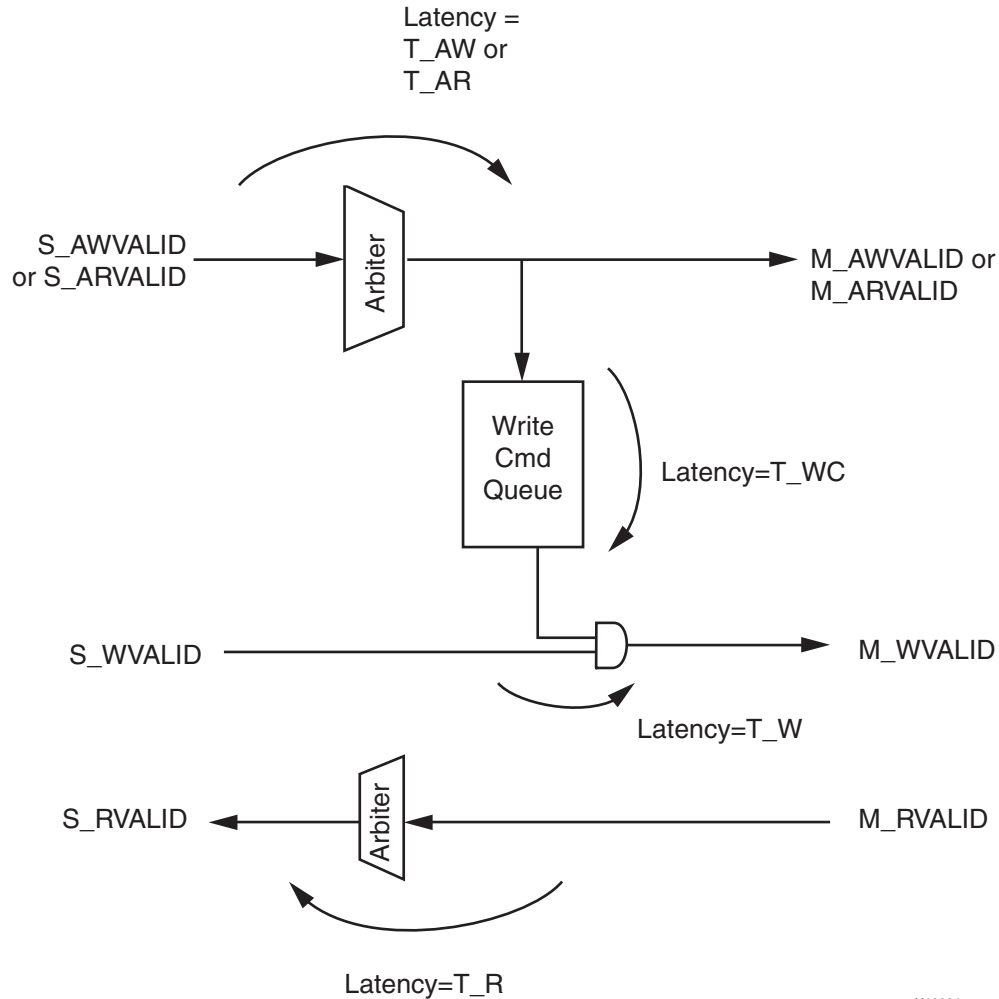 Latency =
T_AW or
T_AR
S_AWVALID
or S_ARVALID
Arbiter
M_AWVALID or
M_ARVALID
Write
Cmd
Queue
Latency=T_WC
S_WVALID
M_WVALID
Latency=T_W
S_RVALID
Arbiter
M_RVALID
Latency=T_R